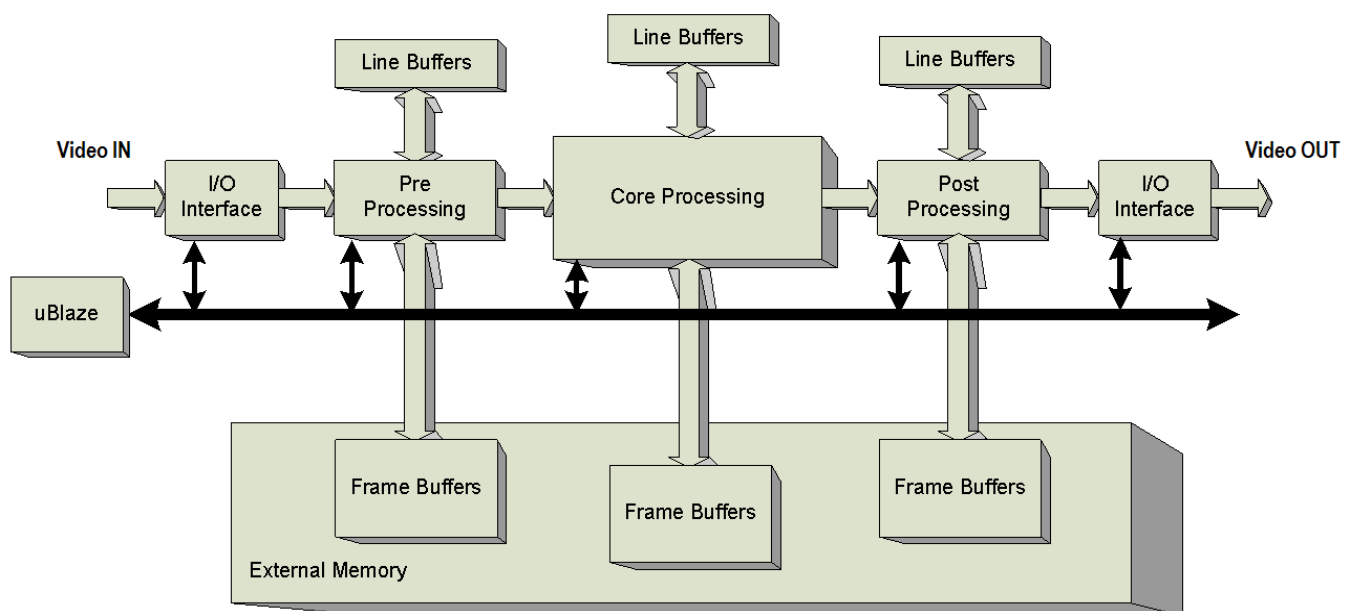 Line Buffers
Line Buffers
Line Buffers
Video IN
Video OUT
I/O
Interface
Pre
Processing
Core Processing
Post
Processing
I/O
Interface
uBlaze
Frame Buffers
Frame Buffers
Frame Buffers
External Memory